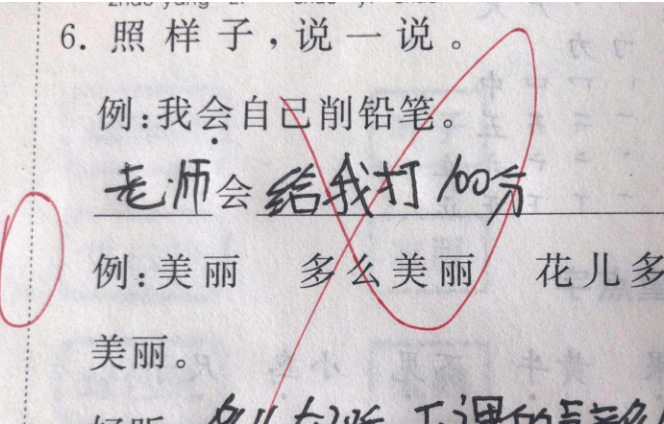 6. 照样子，说一说。
例：我会自己削铅笔。
老师会给我打100分
例：美丽 多么美丽 花儿多
美丽。